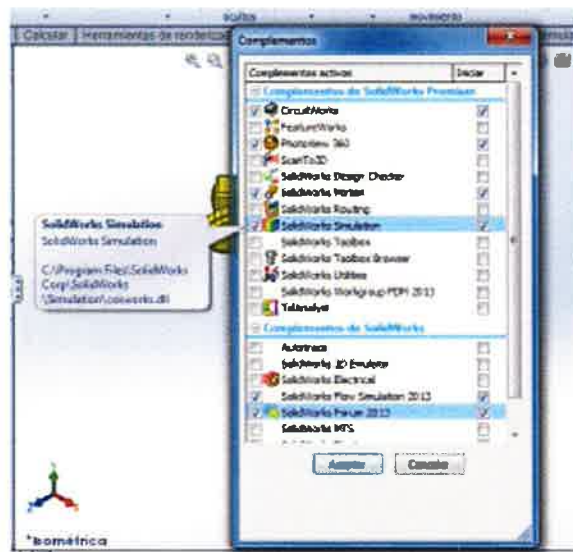 ocultos
movimiento
Calcular Herramientas de renderizado
Complementos
Complementos activos Iniciar
Complementos de SolidWorks Premium
CircuitWorks
FeatureWorks
PhotoView 360
ScanTo3D
SolidWorks Design Checker
SolidWorks Motion
SolidWorks Routing
SolidWorks Simulation
SolidWorks Toolbox
SolidWorks Toolbox Browser
SolidWorks Utilities
SolidWorks Workgroup PDM 2013
TolAnalyst
Complementos de SolidWorks
Autotrace
SolidWorks 3D Emulator
SolidWorks Electrical
SolidWorks Flow Simulation 2013
SolidWorks Forum 2013
SolidWorks MTS
Aceptar Cancelar
SolidWorks Simulation
SolidWorks Simulation
C:\Program Files\SolidWorks
Corp\SolidWorks
\Simulation\cosworks.dll
*Isométrica